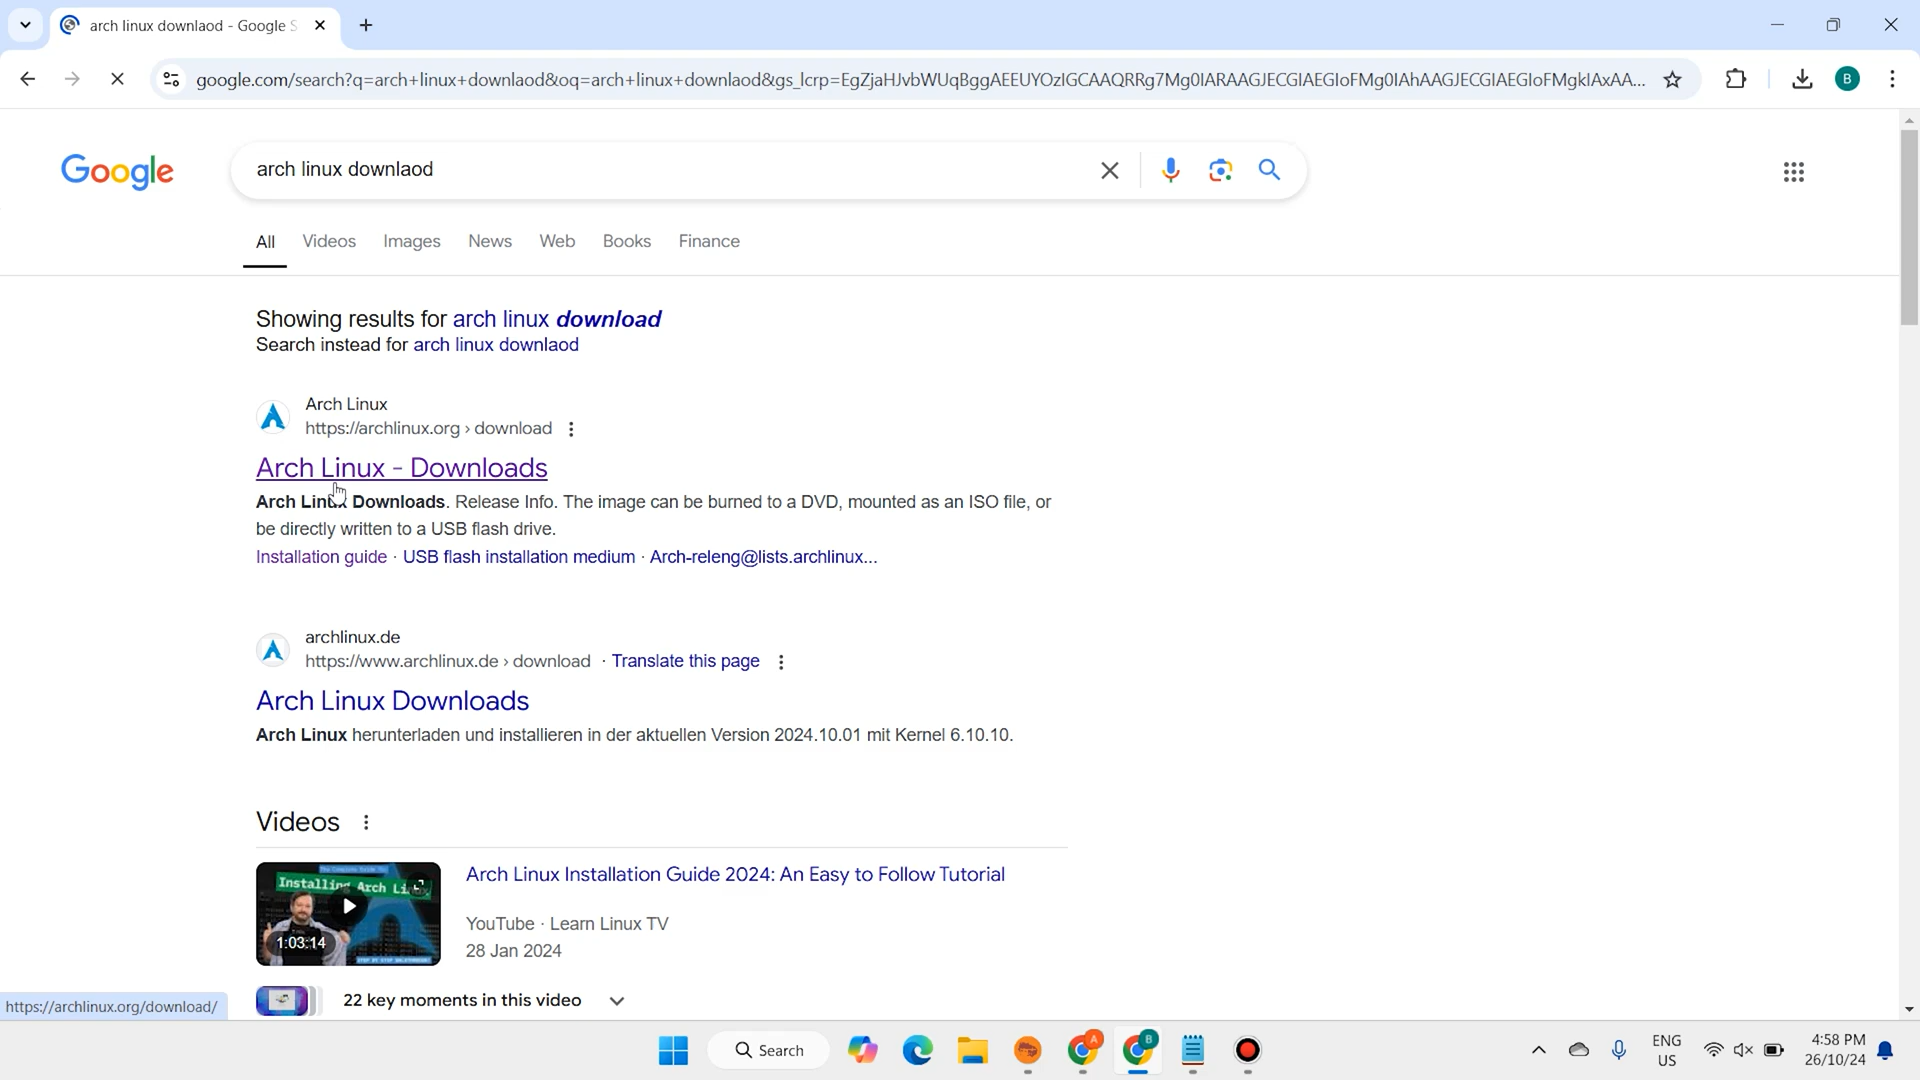 arch linux downlaod - Google S
google.com/search?q=arch+linux+downlaod&oq=arch+linux+downlaod&gs_lcrp=EgZjaHJvbWUqBggAEEUYOzIGCAAQRRg7Mg0IARAAGJECGIAEGIoFMg0IAhAAGJECGIAEGIoFMgkIAxAA...
B
Google
arch linux downlaod
All Videos Images News Web Books Finance
Showing results for arch linux download
Search instead for arch linux downlaod
Arch Linux
https://archlinux.org › download
Arch Linux - Downloads
Arch Linux Downloads. Release Info. The image can be burned to a DVD, mounted as an ISO file, or
be directly written to a USB flash drive.
Installation guide · USB flash installation medium · Arch-releng@lists.archlinux...
archlinux.de
https://www.archlinux.de › download · Translate this page
Arch Linux Downloads
Arch Linux herunterladen und installieren in der aktuellen Version 2024.10.01 mit Kernel 6.10.10.
Videos
Installing Arch Li
1:03:14
Arch Linux Installation Guide 2024: An Easy to Follow Tutorial
YouTube · Learn Linux TV
28 Jan 2024
22 key moments in this video
https://archlinux.org/download/
Search
A
B
ENG
US
4:58 PM
26/10/24